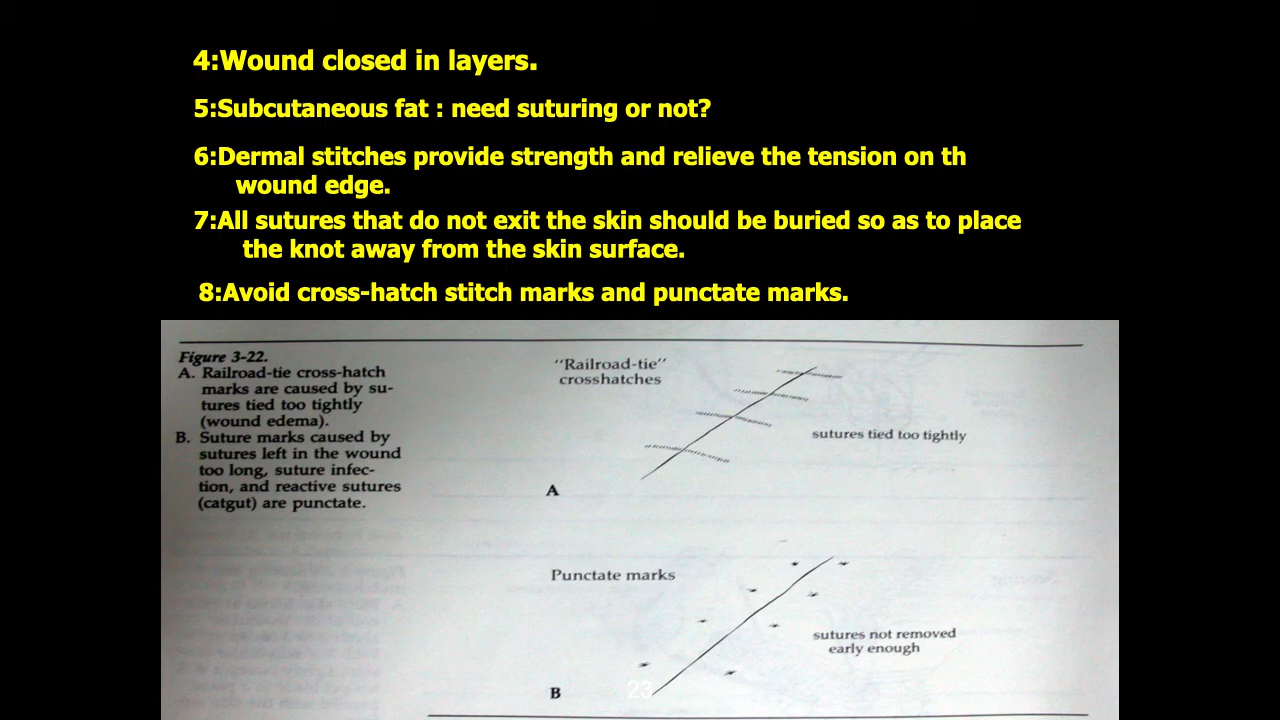 4:Wound closed in layers.
5:Subcutaneous fat : need suturing or not?
6:Dermal stitches provide strength and relieve the tension on th
wound edge.
7:All sutures that do not exit the skin should be buried so as to place
the knot away from the skin surface.
8:Avoid cross-hatch stitch marks and punctate marks.
Figure 3-22.
A. Railroad-tie cross-hatch
marks are caused by su-
tures tied too tightly
(wound edema).
B. Suture marks caused by
sutures left in the wound
too long, suture infec-
tion, and reactive sutures
(catgut) are punctate.
"Railroad-tie"
crosshatches
sutures tied too tightly
A
Punctate marks
sutures not removed
early enough
B
23